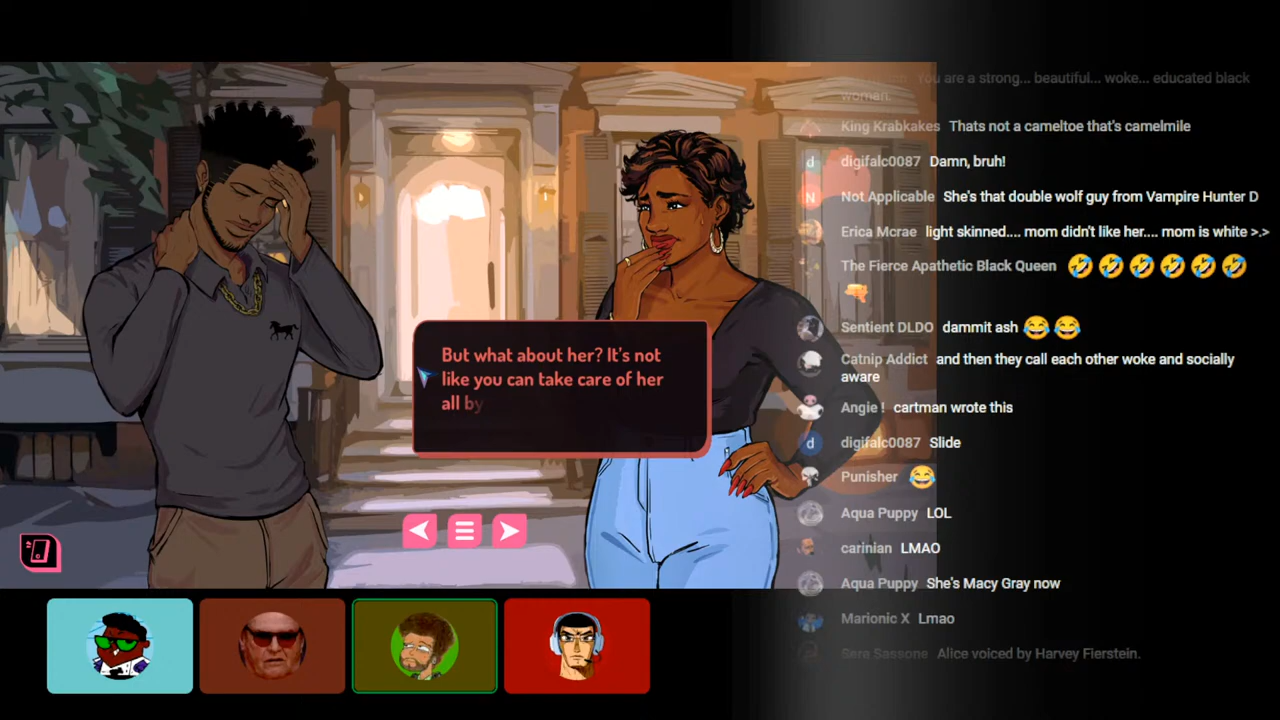 You are a strong... beautiful... woke... educated black
woman.
King Krabkakes Thats not a cameltoe that's camelmile
d digifalc0087 Damn, bruh!
N Not Applicable She's that double wolf guy from Vampire Hunter D
Erica Mcrae light skinned.... mom didn't like her.... mom is white >.>
The Fierce Apathetic Black Queen 🤣🤣🤣🤣🤣🤣
🔫
Sentient DLDO dammit ash 😂😂
Catnip Addict and then they call each other woke and socially
aware
Angie ! cartman wrote this
d digifalc0087 Slide
Punisher 😂
Aqua Puppy LOL
carinian LMAO
Aqua Puppy She's Macy Gray now
Marionic X Lmao
Sera Sassone Alice voiced by Harvey Fierstein.
But what about her? It's not
like you can take care of her
all by